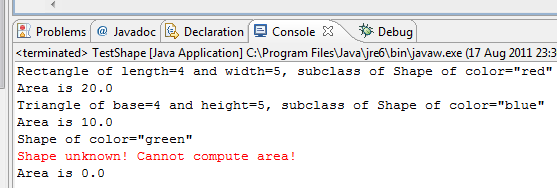 Problems @ Javadoc Declaration Console Debug
<terminated> TestShape [Java Application] C:\Program Files\Java\jre6\bin\javaw.exe (17 Aug 2011 23:3
Rectangle of length=4 and width=5, subclass of Shape of color="red"
Area is 20.0
Triangle of base=4 and height=5, subclass of Shape of color="blue"
Area is 10.0
Shape of color="green"
Shape unknown! Cannot compute area!
Area is 0.0